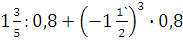 1 3/5 : 0,8 + (−1 1`/2)³ · 0,8